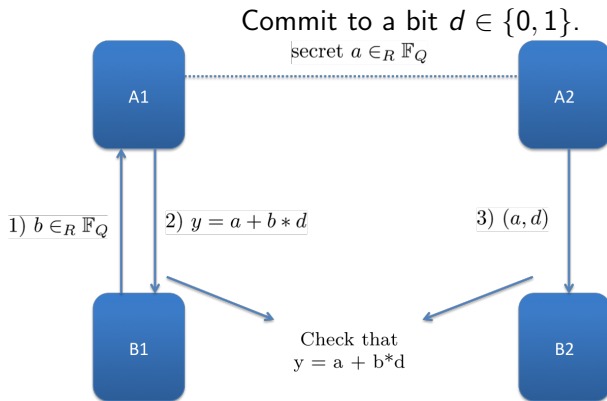 Commit to a bit d ∈ {0, 1}.
secret a ∈_R 𝔽_Q
A1
A2
1) b ∈_R 𝔽_Q
2) y = a + b * d
3) (a, d)
B1
Check that
y = a + b*d
B2